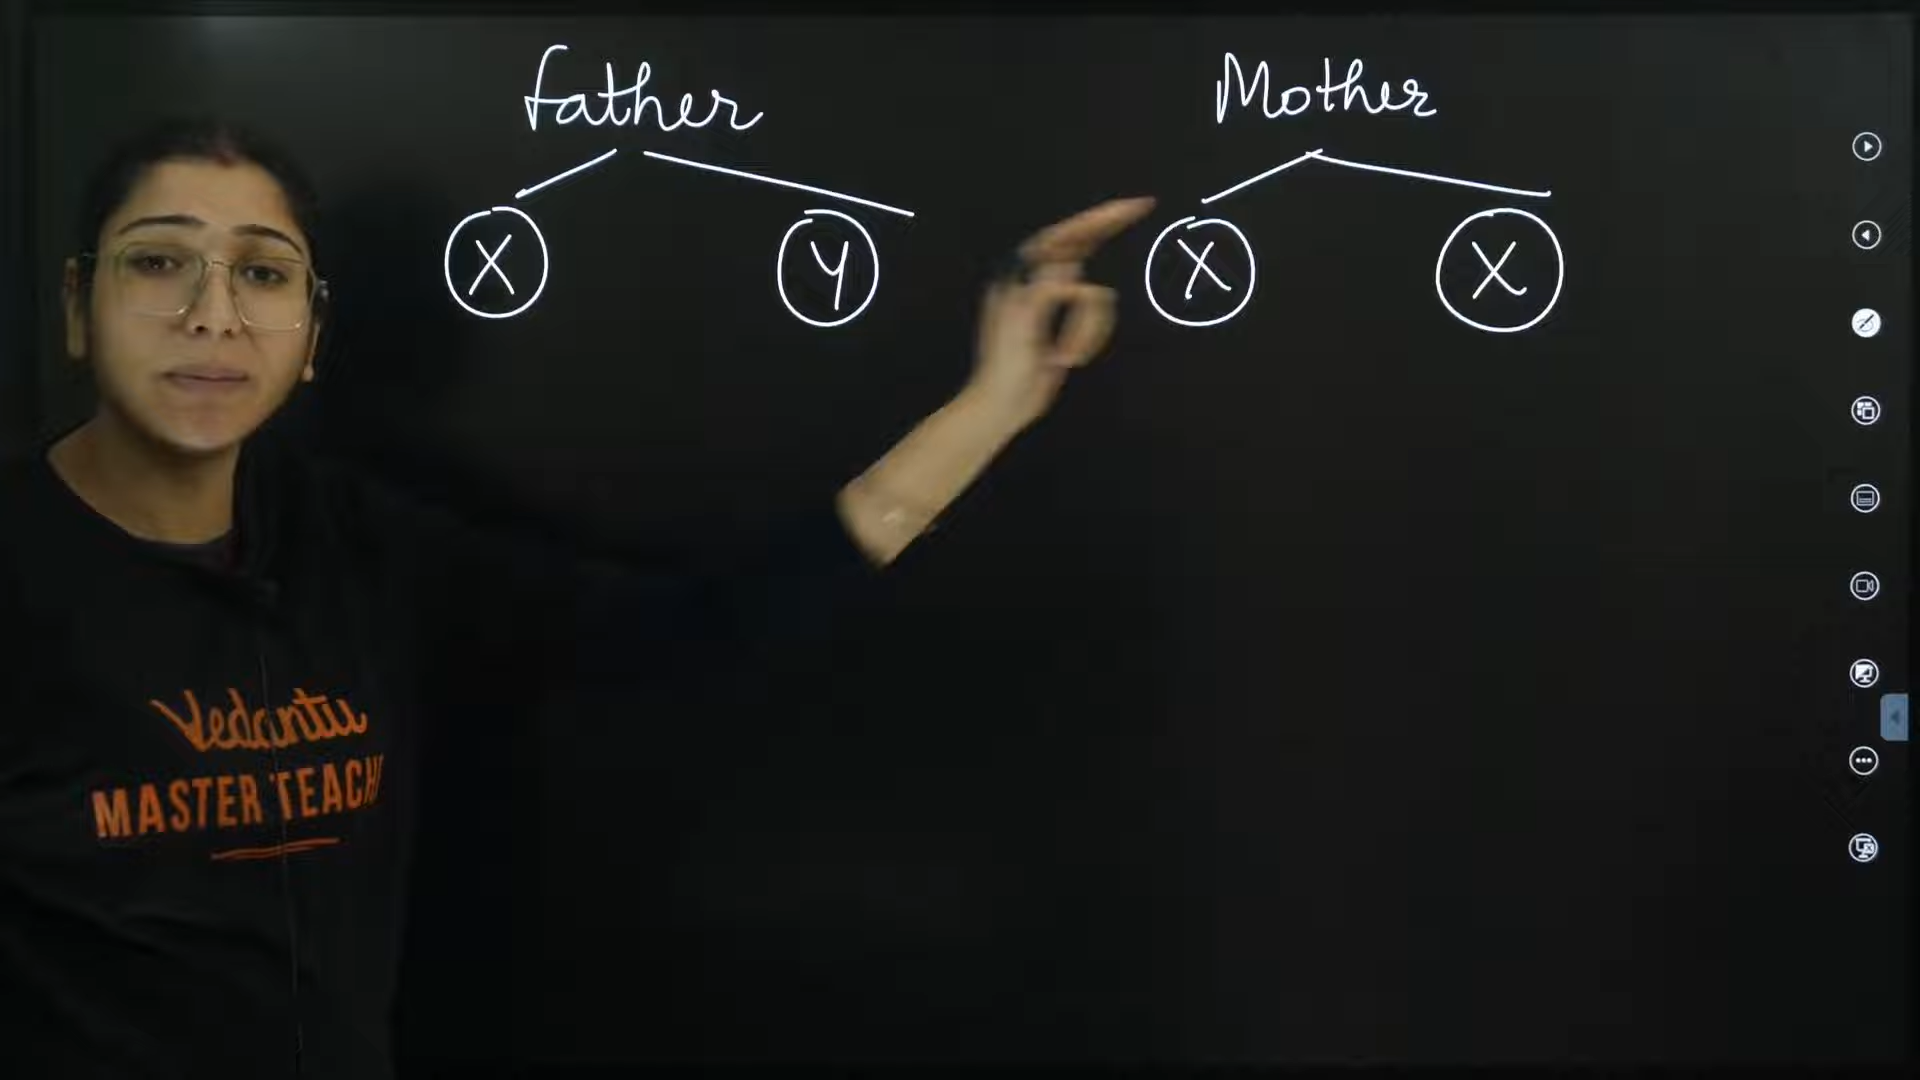 Father
Mother
X
Y
X
X
Vedantu
MASTER TEACH